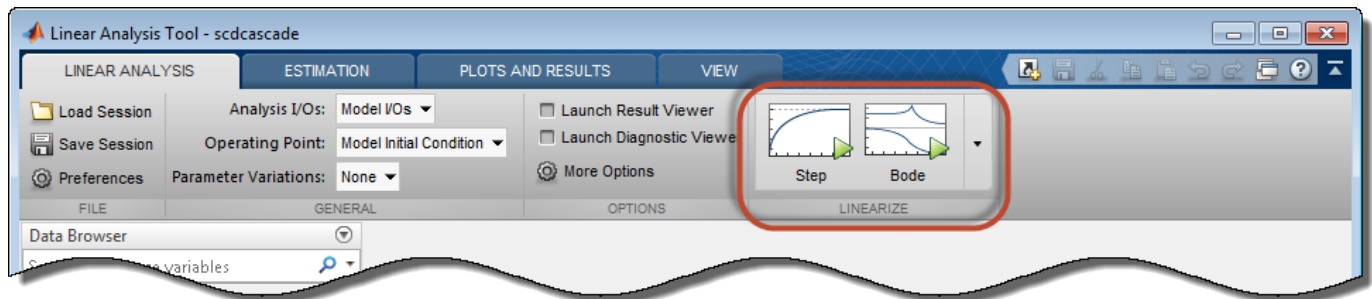 Linear Analysis Tool - scdcascade
LINEAR ANALYSIS ESTIMATION PLOTS AND RESULTS VIEW
Load Session
Save Session
Preferences
FILE
Analysis I/Os: Model I/Os
Operating Point: Model Initial Condition
Parameter Variations: None
GENERAL
Launch Result Viewer
Launch Diagnostic Viewer
More Options
OPTIONS
Step Bode
LINEARIZE
Data Browser
variables